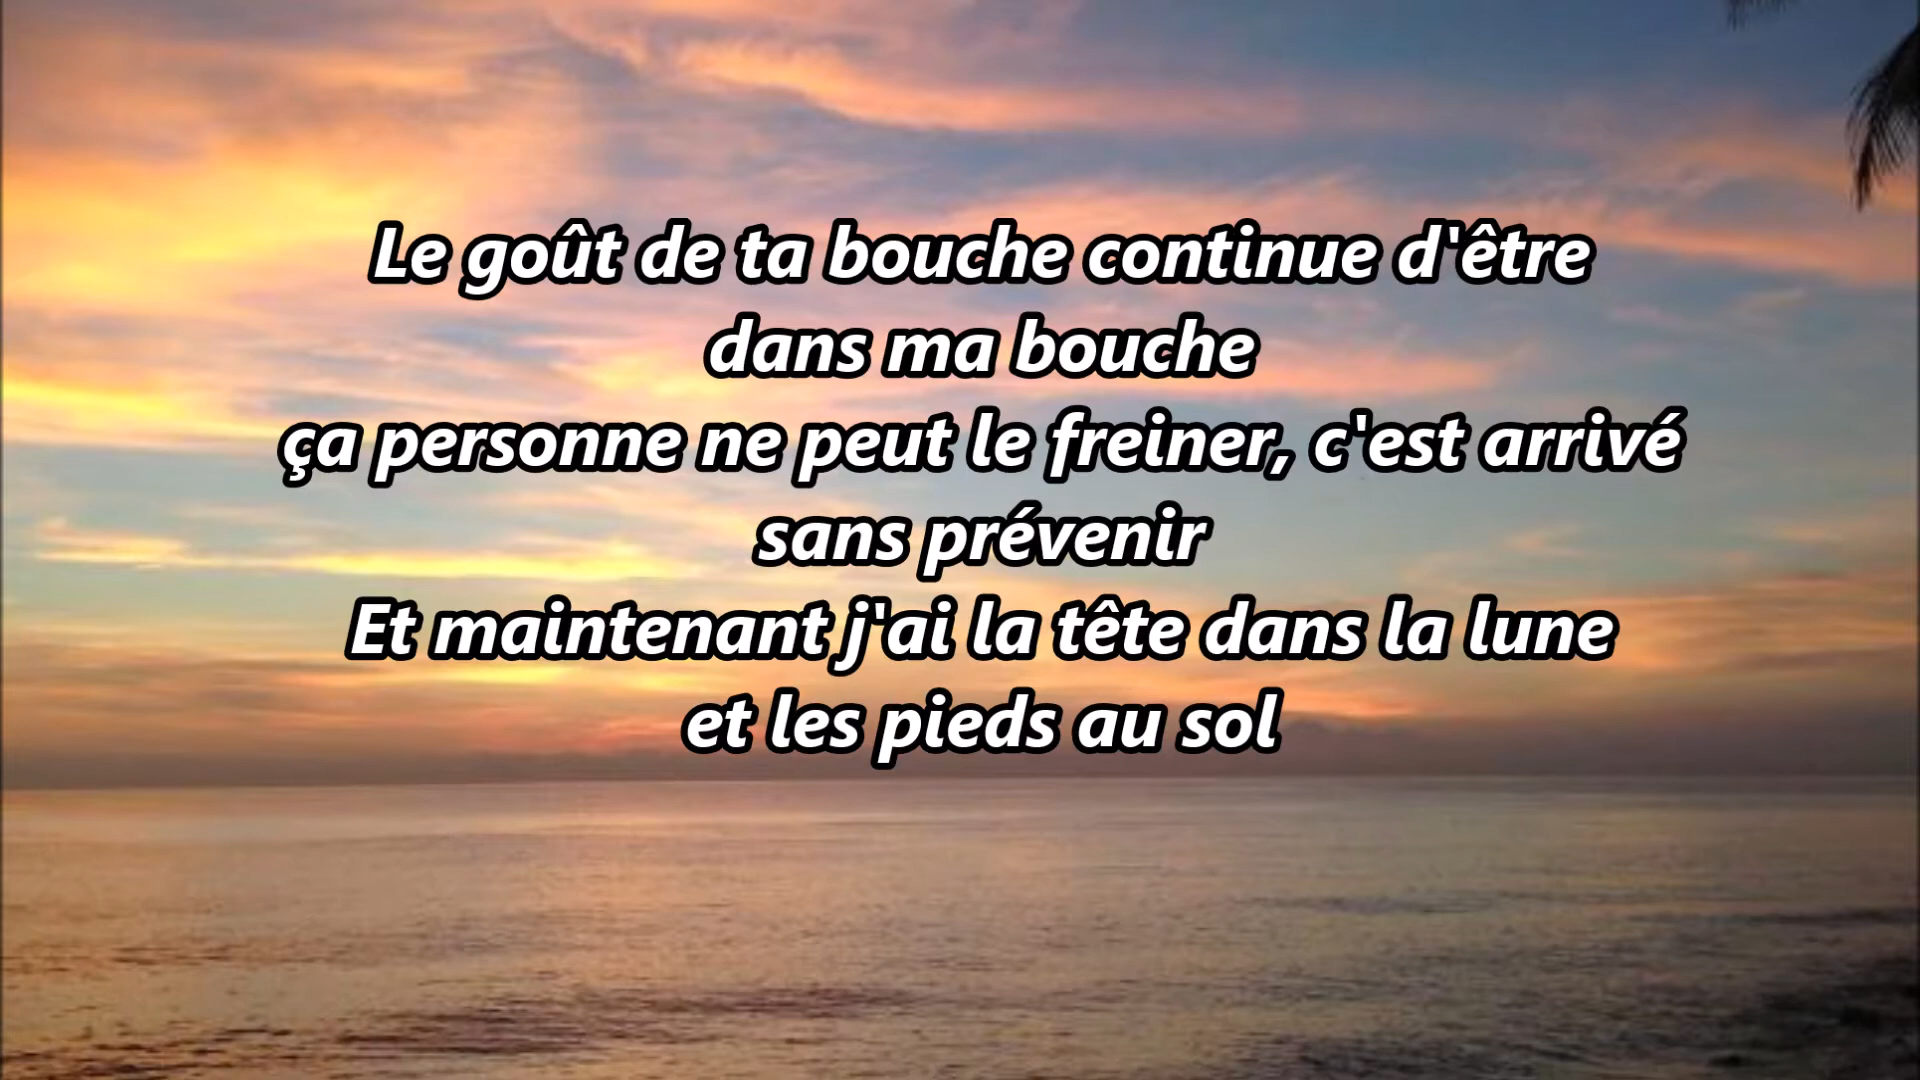 Le goût de ta bouche continue d'être
dans ma bouche
ça personne ne peut le freiner, c'est arrivé
sans prévenir
Et maintenant j'ai la tête dans la lune
et les pieds au sol